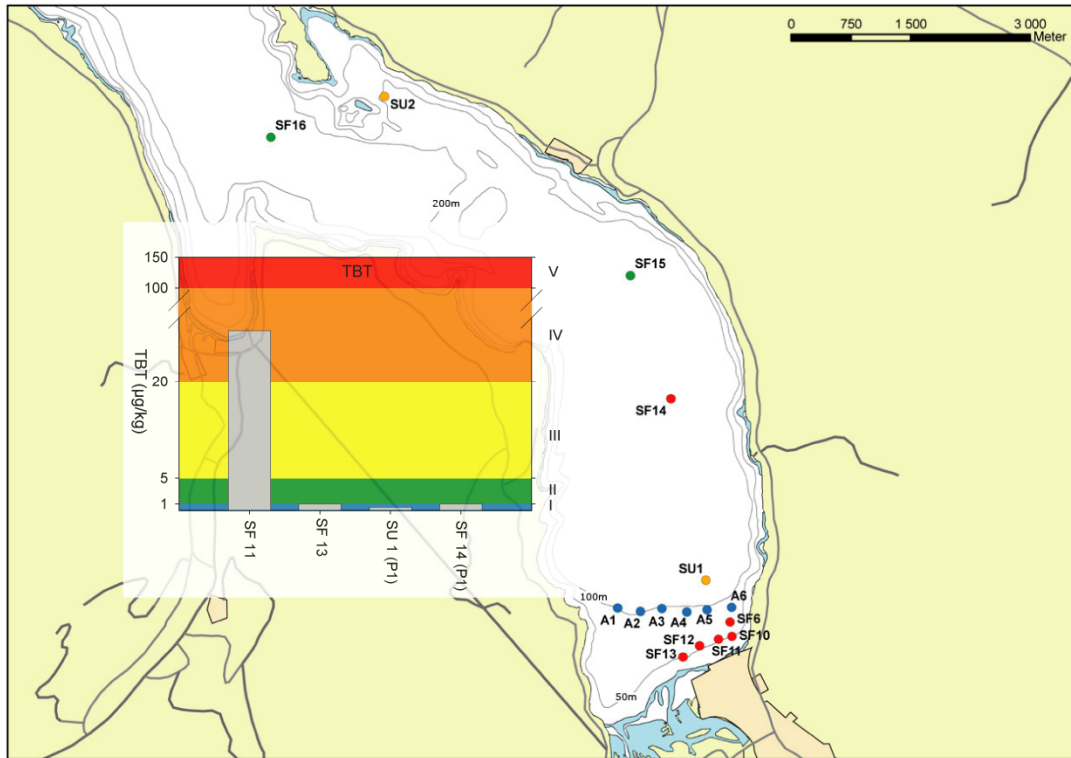 0 750 1 500 3 000
Meter
SU2
SF16
200m
150 TBT V
SF15
100
IV
TBT (µg/kg)
20
SF14
III
5
II
1 I
SF 11
SF 13
SU 1 (P1)
SF 14 (P1)
SU1
100m
A1 A2 A3 A4 A5 A6
SF6
SF12 SF10
SF13 SF11
50m